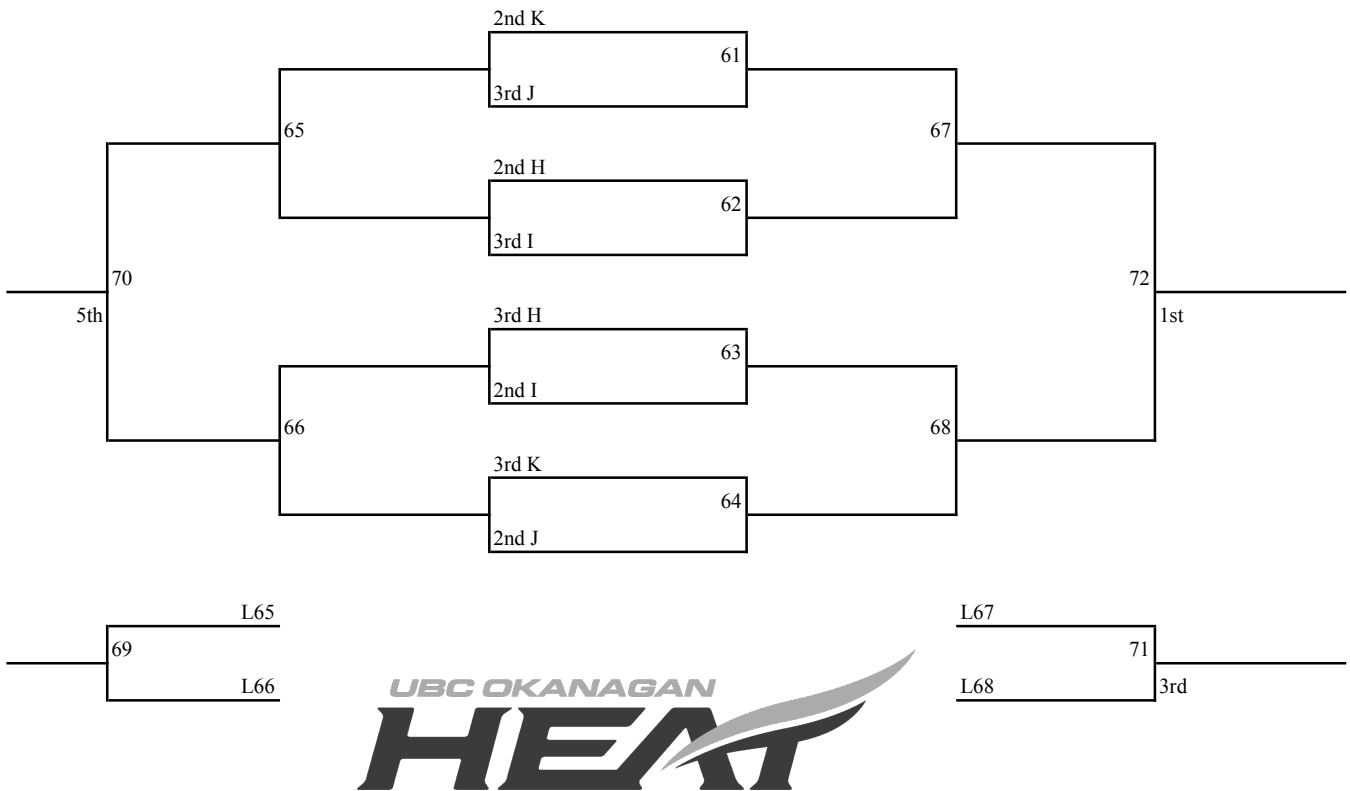 2nd K
61
3rd J
65
67
2nd H
62
3rd I
70
72
5th
1st
3rd H
63
2nd I
66
68
3rd K
64
2nd J
L65
L67
69
71
L66
L68
3rd
UBC OKANAGAN
HEAT